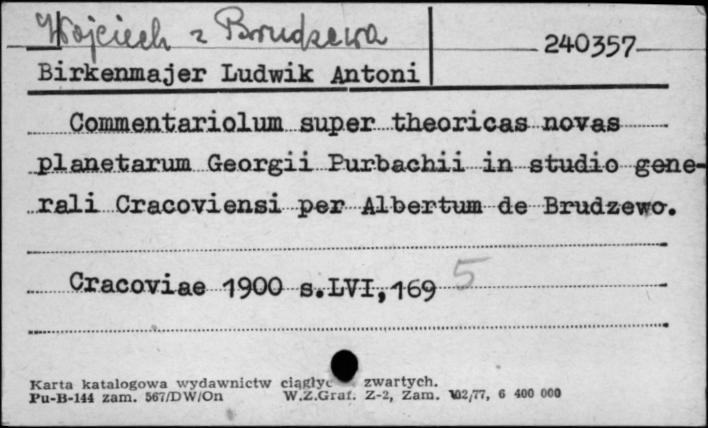 Wojciech z Brudzewa
240357
Birkenmajer Ludwik Antoni
Commentariolum super theoricas novas
planetarum Georgii Purbachii in studio gene-
rali Cracoviensi per Albertum de Brudzewo.
Cracoviae 1900 s.LVI,169 5
Karta katalogowa wydawnictw ciągłyc zwartych.
Pu-B-144 zam. 567/DW/On W.Z.Graf. Z-2, Zam. 102/77, 6 400 000